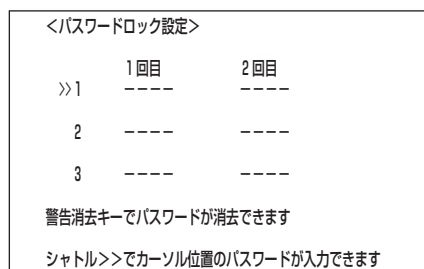 <パスワードロック設定>
1回目 2回目
>>1 ---- ----
2 ---- ----
3 ---- ----
警告消去キーでパスワードが消去できます
シャトル>>でカーソル位置のパスワードが入力できます